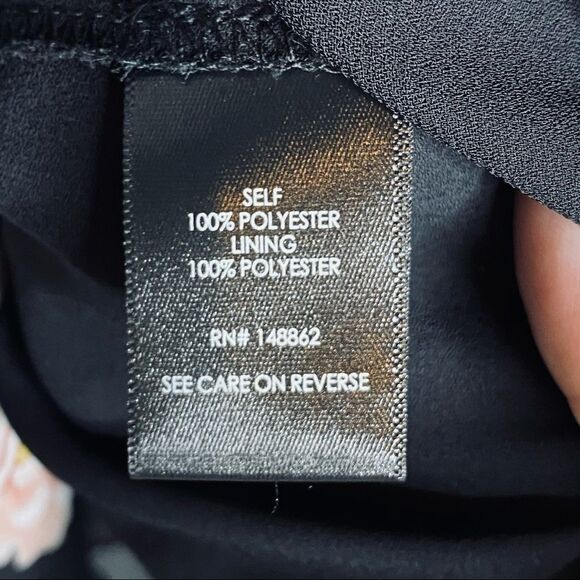 SELF
100% POLYESTER
LINING
100% POLYESTER
RN# 148862
SEE CARE ON REVERSE